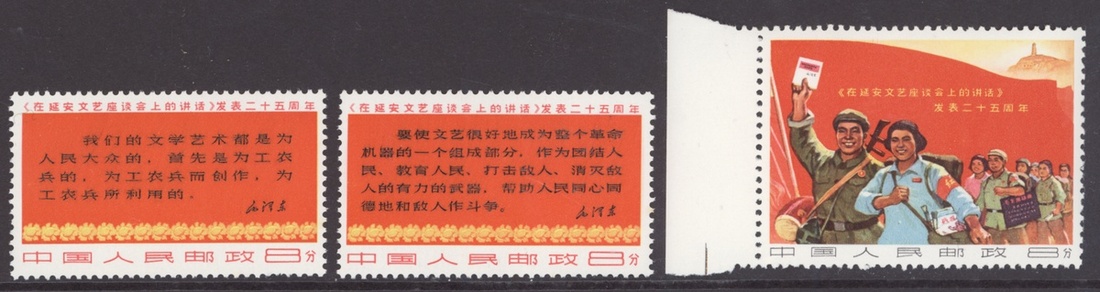 《在延安文艺座谈会上的讲话》发表二十五周年
我们的文学艺术都是为
人民大众的，首先是为工农
兵的，为工农兵而创作，为
工农兵所利用的。
毛泽东
中国人民邮政8分
《在延安文艺座谈会上的讲话》发表二十五周年
要使文艺很好地成为整个革命
机器的一个组成部分，作为团结人
民、教育人民、打击敌人、消灭敌
人的有力的武器，帮助人民同心同
德地和敌人作斗争。
毛泽东
中国人民邮政8分
《在延安文艺座谈会上的讲话》
发表二十五周年
中国人民邮政8分